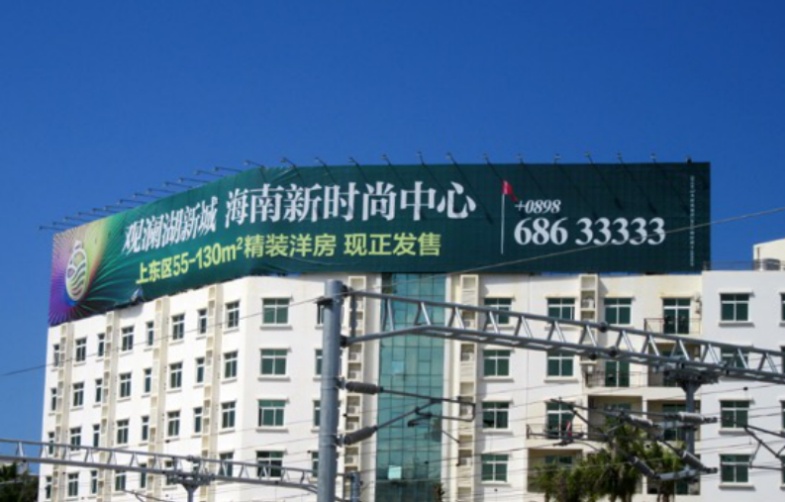 观澜湖新城 海南新时尚中心
上东区55-130m²精装洋房 现正发售
+0898
686 33333